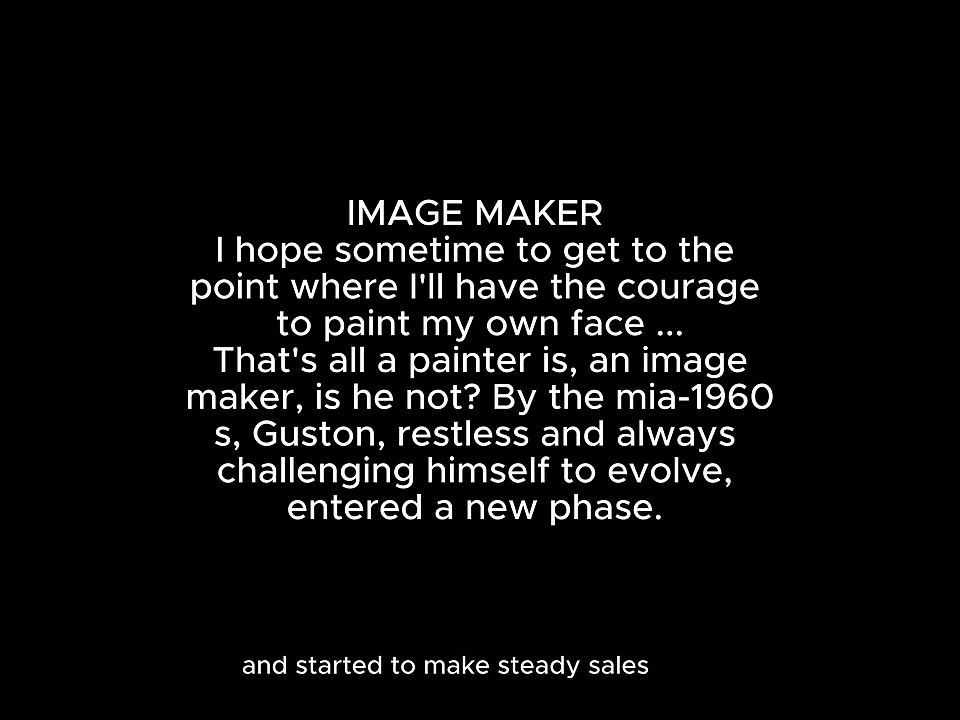 IMAGE MAKER
I hope sometime to get to the
point where I'll have the courage
to paint my own face ...
That's all a painter is, an image
maker, is he not? By the mia-1960
s, Guston, restless and always
challenging himself to evolve,
entered a new phase.
and started to make steady sales